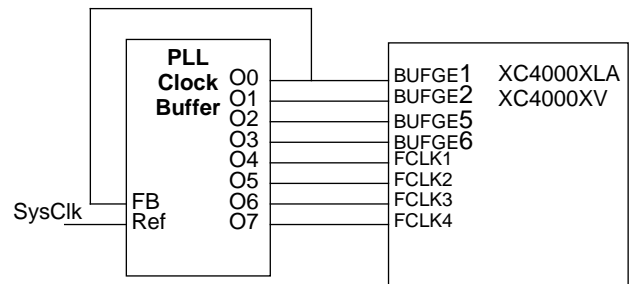 PLL
Clock
Buffer
O0
O1
O2
O3
O4
O5
O6
O7
FB
Ref
SysClk
BUFGE1
BUFGE2
BUFGE5
BUFGE6
FCLK1
FCLK2
FCLK3
FCLK4
XC4000XLA
XC4000XV